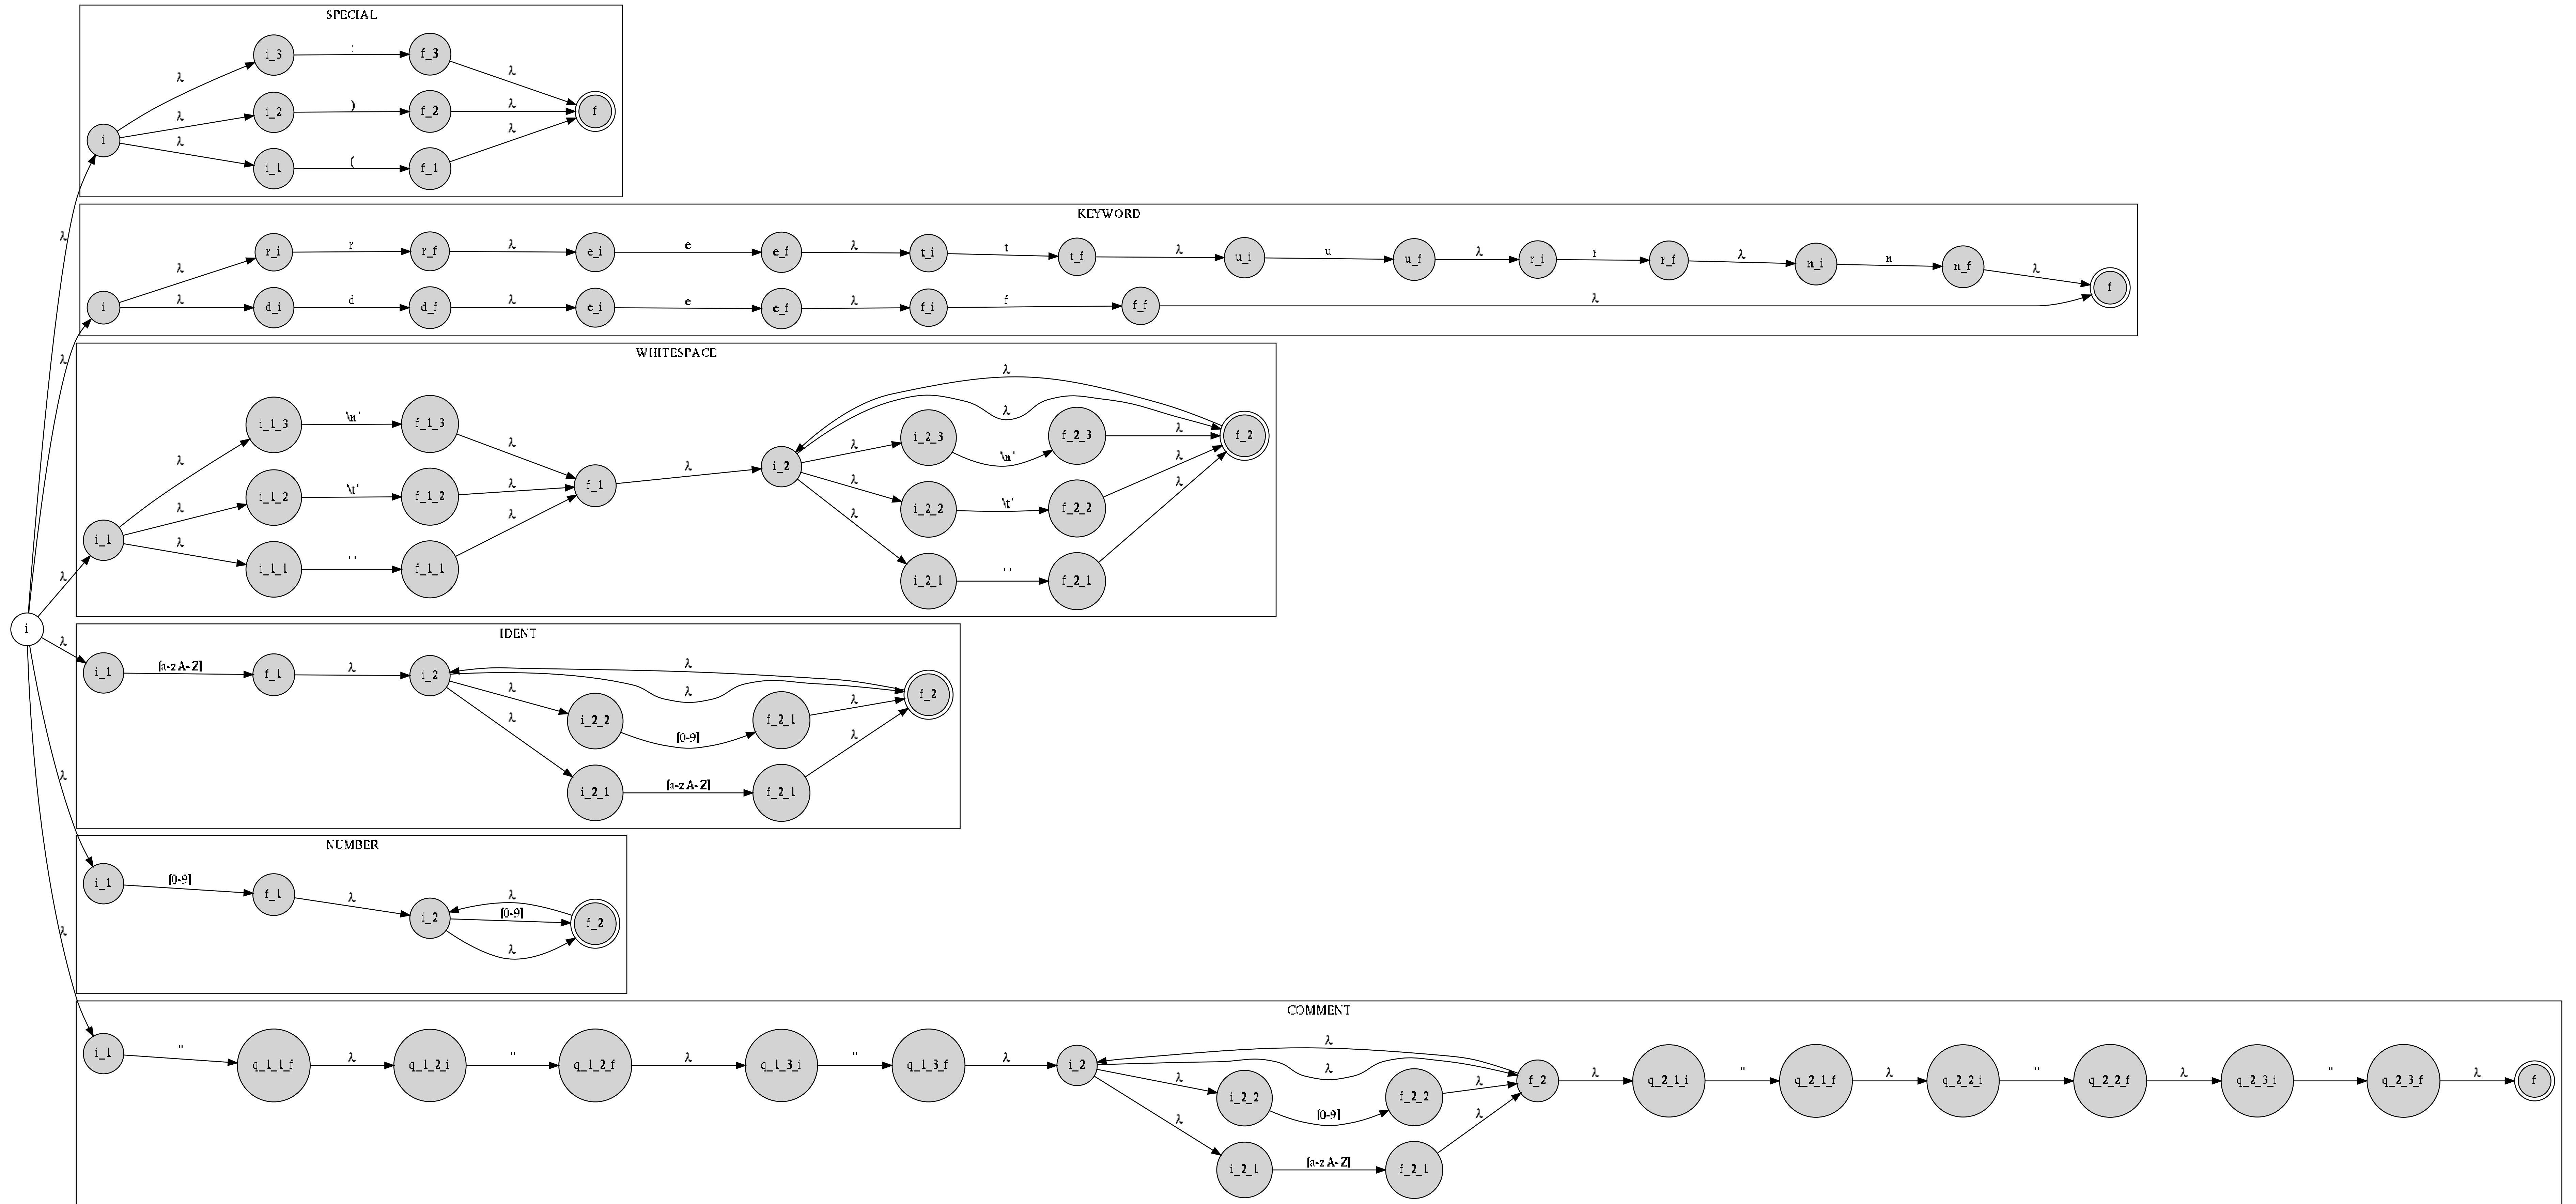 SPECIAL
i_3 : f_3
λ λ
i_2 ) f_2 λ f
λ λ
i λ i_1 ( f_1
λ
KEYWORD
r_i r r_f λ e_i e e_f λ t_i t t_f λ u_i u u_f λ r_i r r_f λ n_i n n_f λ
λ
i λ d_i d d_f λ e_i e e_f λ f_i f f_f λ f
λ
WHITESPACE
λ
i_1_3 '\n' f_1_3 λ λ
i_2_3 '\n' f_2_3 λ f_2
λ λ i_2 λ
i_1_2 '\t' f_1_2 λ f_1 λ λ i_2_2 '\t' f_2_2 λ
λ λ λ λ
i_1 λ i_1_1 ' ' f_1_1 i_2_1 ' ' f_2_1
λ
i
λ
IDENT
i_1 [a-zA-Z] f_1 λ i_2 λ f_2
λ λ
λ i_2_2 [0-9] f_2_1 λ
λ
i_2_1 [a-zA-Z] f_2_1
λ
NUMBER
i_1 [0-9] f_1 λ i_2 λ
[0-9] f_2
λ
λ
COMMENT
i_1 " q_1_1_f λ q_1_2_i " q_1_2_f λ q_1_3_i " q_1_3_f λ i_2 λ f_2 λ q_2_1_i " q_2_1_f λ q_2_2_i " q_2_2_f λ q_2_3_i " q_2_3_f λ f
λ
λ i_2_2 [0-9] f_2_2 λ
λ λ
i_2_1 [a-zA-Z] f_2_1